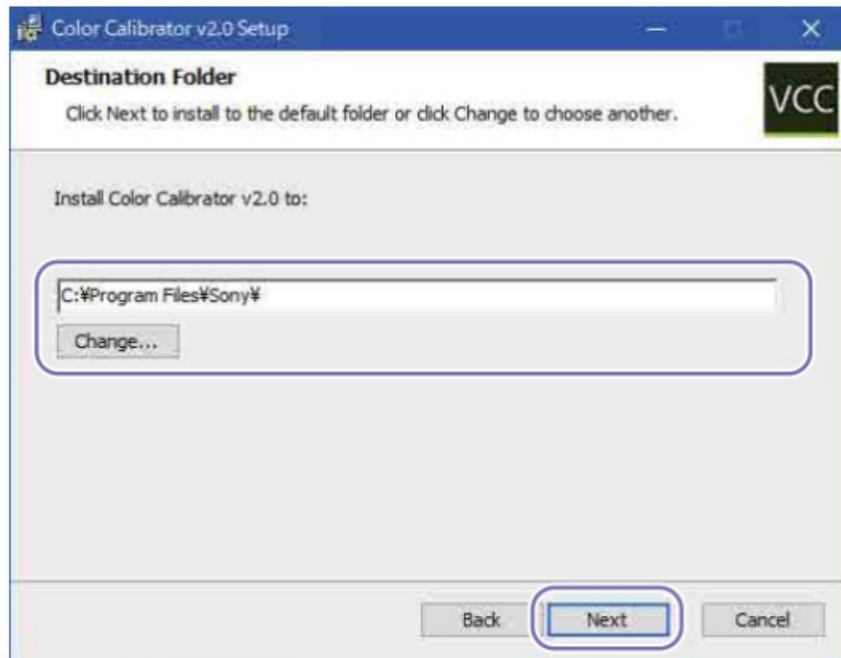 Color Calibrator v2.0 Setup
Destination Folder
Click Next to install to the default folder or click Change to choose another.
VCC
Install Color Calibrator v2.0 to:
C:¥Program Files¥Sony¥
Change...
Back Next Cancel